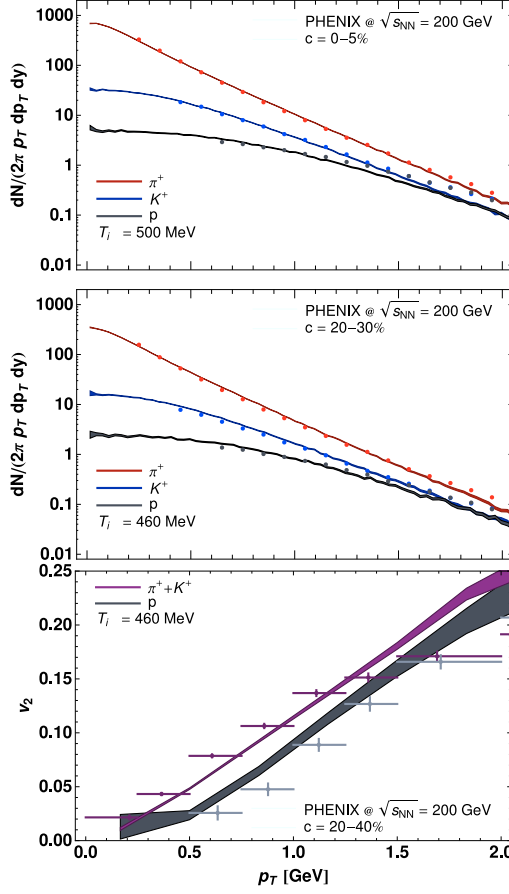 PHENIX @ √sNN = 200 GeV
c = 0–5%
1000
100
10
1
0.1
0.01
dN/(2π pT dpT dy)
π+
K+
p
Ti = 500 MeV
PHENIX @ √sNN = 200 GeV
c = 20–30%
1000
100
10
1
0.1
0.01
dN/(2π pT dpT dy)
π+
K+
p
Ti = 460 MeV
0.25
0.20
0.15
0.10
0.05
0.00
v2
π+ + K+
p
Ti = 460 MeV
PHENIX @ √sNN = 200 GeV
c = 20–40%
0.0 0.5 1.0 1.5 2.0
pT [GeV]